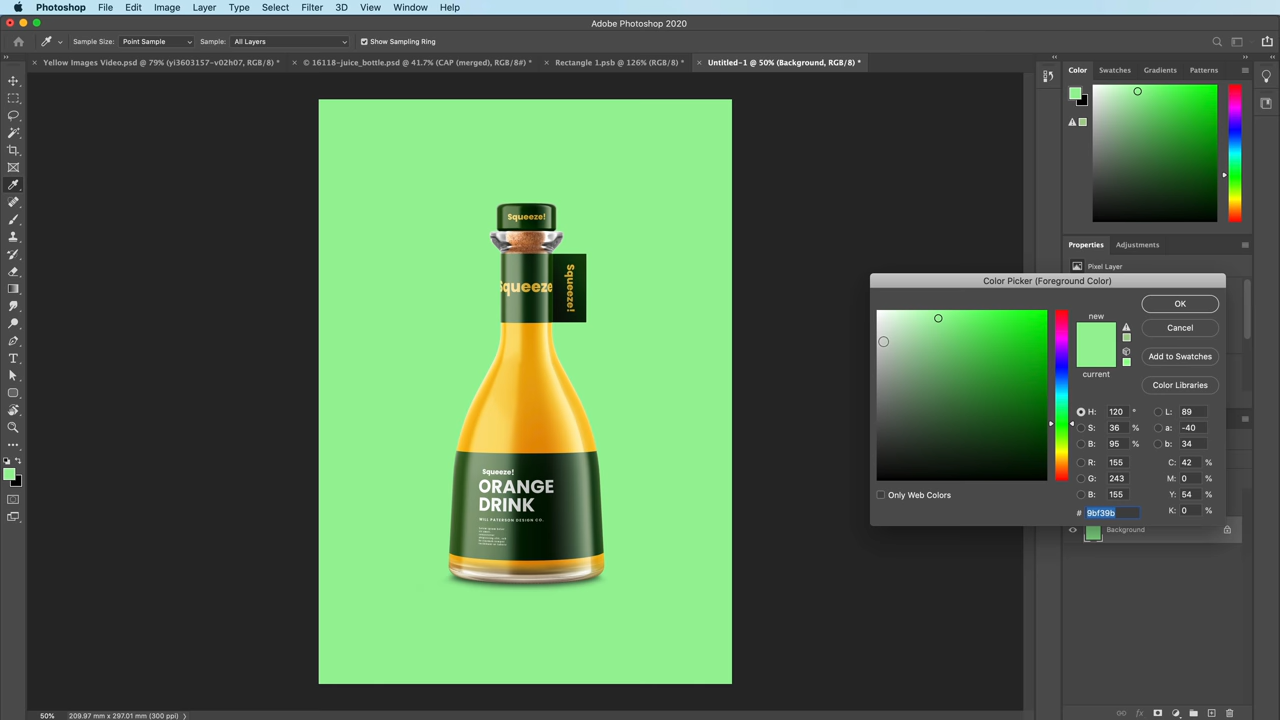 Photoshop File Edit Image Layer Type Select Filter 3D View Window Help
Adobe Photoshop 2020
Sample Size: Point Sample Sample: All Layers Show Sampling Ring
Yellow Images Video.psd @ 79% (yi3603157-v02h07, RGB/8) *
© 16118-juice_bottle.psd @ 41.7% (CAP (merged), RGB/8#) *
Rectangle 1.psb @ 126% (RGB/8) *
Untitled-1 @ 50% (Background, RGB/8) *
Color Swatches Gradients Patterns
Properties Adjustments
Pixel Layer
Squeeze!
Squeeze
Squeeze!
Squeeze!
ORANGE
DRINK
WILL PATERSON DESIGN CO.
Color Picker (Foreground Color)
new
current
OK
Cancel
Add to Swatches
Color Libraries
H: 120 ° L: 89
S: 36 % a: -40
B: 95 % b: 34
R: 155 C: 42 %
G: 243 M: 0 %
B: 155 Y: 54 %
# 9bf39b K: 0 %
Only Web Colors
Background
50% 209.97 mm x 297.01 mm (300 ppi)